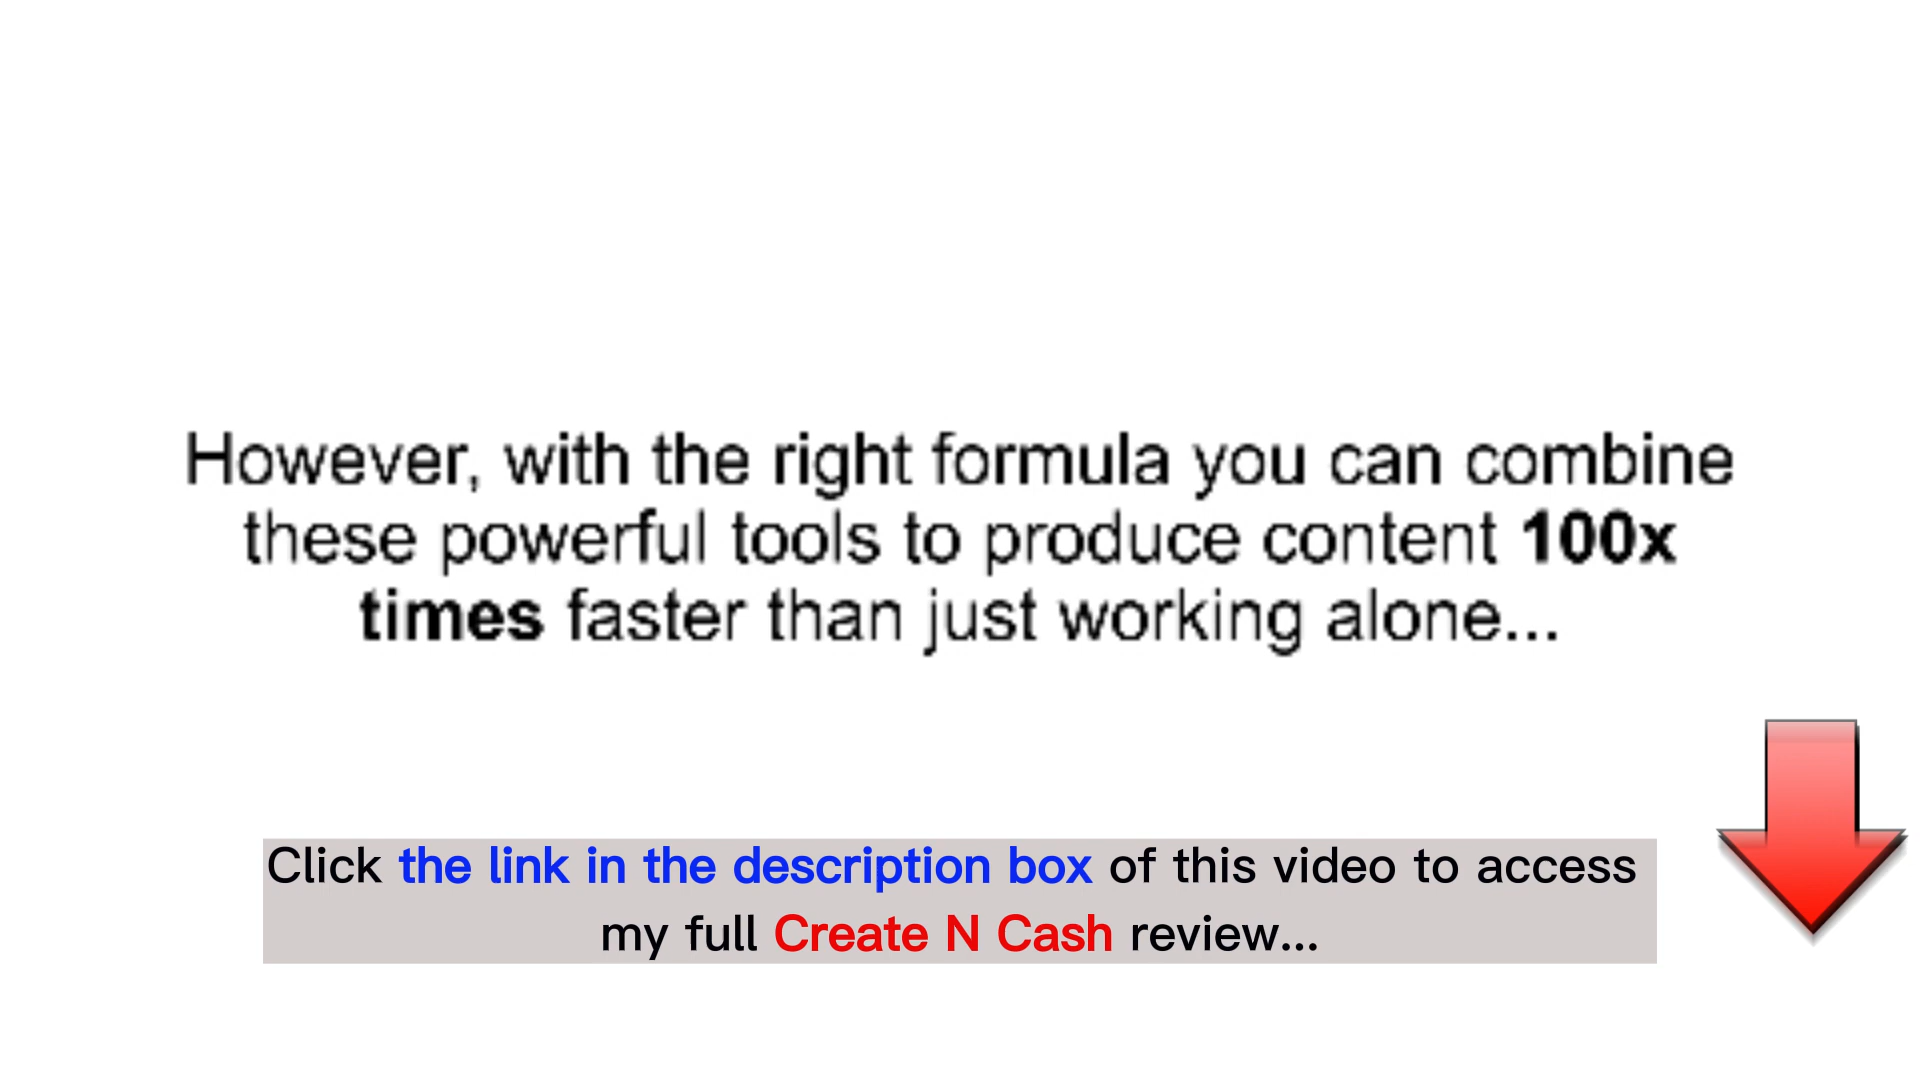 However, with the right formula you can combine
these powerful tools to produce content 100x
times faster than just working alone...
Click the link in the description box of this video to access
my full Create N Cash review...